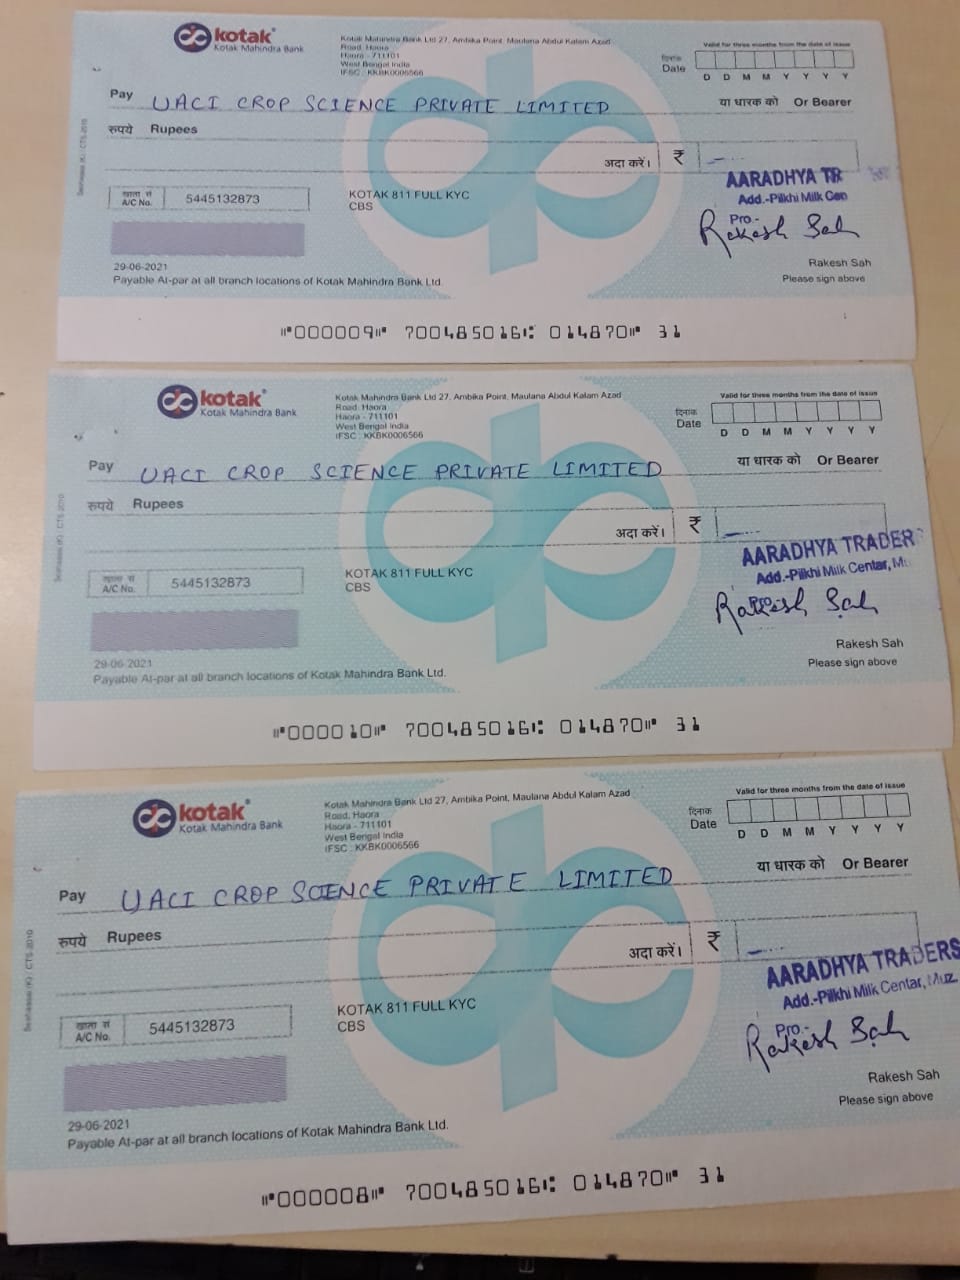 kotak
Kotak Mahindra Bank
Kotak Mahindra Bank Ltd 27, Ambika Point, Maulana Abdul Kalam Azad
Road, Haora
Haora - 711101
West Bengal India
IFSC : KKBK0006566
Valid for three months from the date of issue
दिनांक
Date
D D M M Y Y Y Y
Pay UACI CROP SCIENCE PRIVATE LIMITED या धारक को Or Bearer
रुपये Rupees
अदा करें। ₹
AARADHYA TR
Add.-Pilkhi Milk Cen
Pro.-
Rakesh Sah
खाता सं
A/C No. 5445132873
KOTAK 811 FULL KYC
CBS
29-06-2021
Payable At-par at all branch locations of Kotak Mahindra Bank Ltd.
Rakesh Sah
Please sign above
CTS-2010
⑈000009⑈ 700485016⑆ 014870⑈ 31
kotak
Kotak Mahindra Bank
Kotak Mahindra Bank Ltd 27, Ambika Point, Maulana Abdul Kalam Azad
Road, Haora
Haora - 711101
West Bengal India
IFSC : KKBK0006566
Valid for three months from the date of issue
दिनांक
Date
D D M M Y Y Y Y
Pay UACI CROP SCIENCE PRIVATE LIMITED या धारक को Or Bearer
रुपये Rupees
अदा करें। ₹
AARADHYA TRADER
Add.-Pilkhi Milk Centar, Mu
Pro.-
Rakesh Sah
खाता सं
A/C No. 5445132873
KOTAK 811 FULL KYC
CBS
29-06-2021
Payable At-par at all branch locations of Kotak Mahindra Bank Ltd.
Rakesh Sah
Please sign above
CTS-2010
⑈000010⑈ 700485016⑆ 014870⑈ 31
kotak
Kotak Mahindra Bank
Kotak Mahindra Bank Ltd 27, Ambika Point, Maulana Abdul Kalam Azad
Road, Haora
Haora - 711101
West Bengal India
IFSC : KKBK0006566
Valid for three months from the date of issue
दिनांक
Date
D D M M Y Y Y Y
Pay UACI CROP SCIENCE PRIVATE LIMITED या धारक को Or Bearer
रुपये Rupees
अदा करें। ₹
AARADHYA TRADERS
Add.-Pilkhi Milk Centar, Muz.
Pro.-
Rakesh Sah
खाता सं
A/C No. 5445132873
KOTAK 811 FULL KYC
CBS
29-06-2021
Payable At-par at all branch locations of Kotak Mahindra Bank Ltd.
Rakesh Sah
Please sign above
CTS-2010
⑈000008⑈ 700485016⑆ 014870⑈ 31